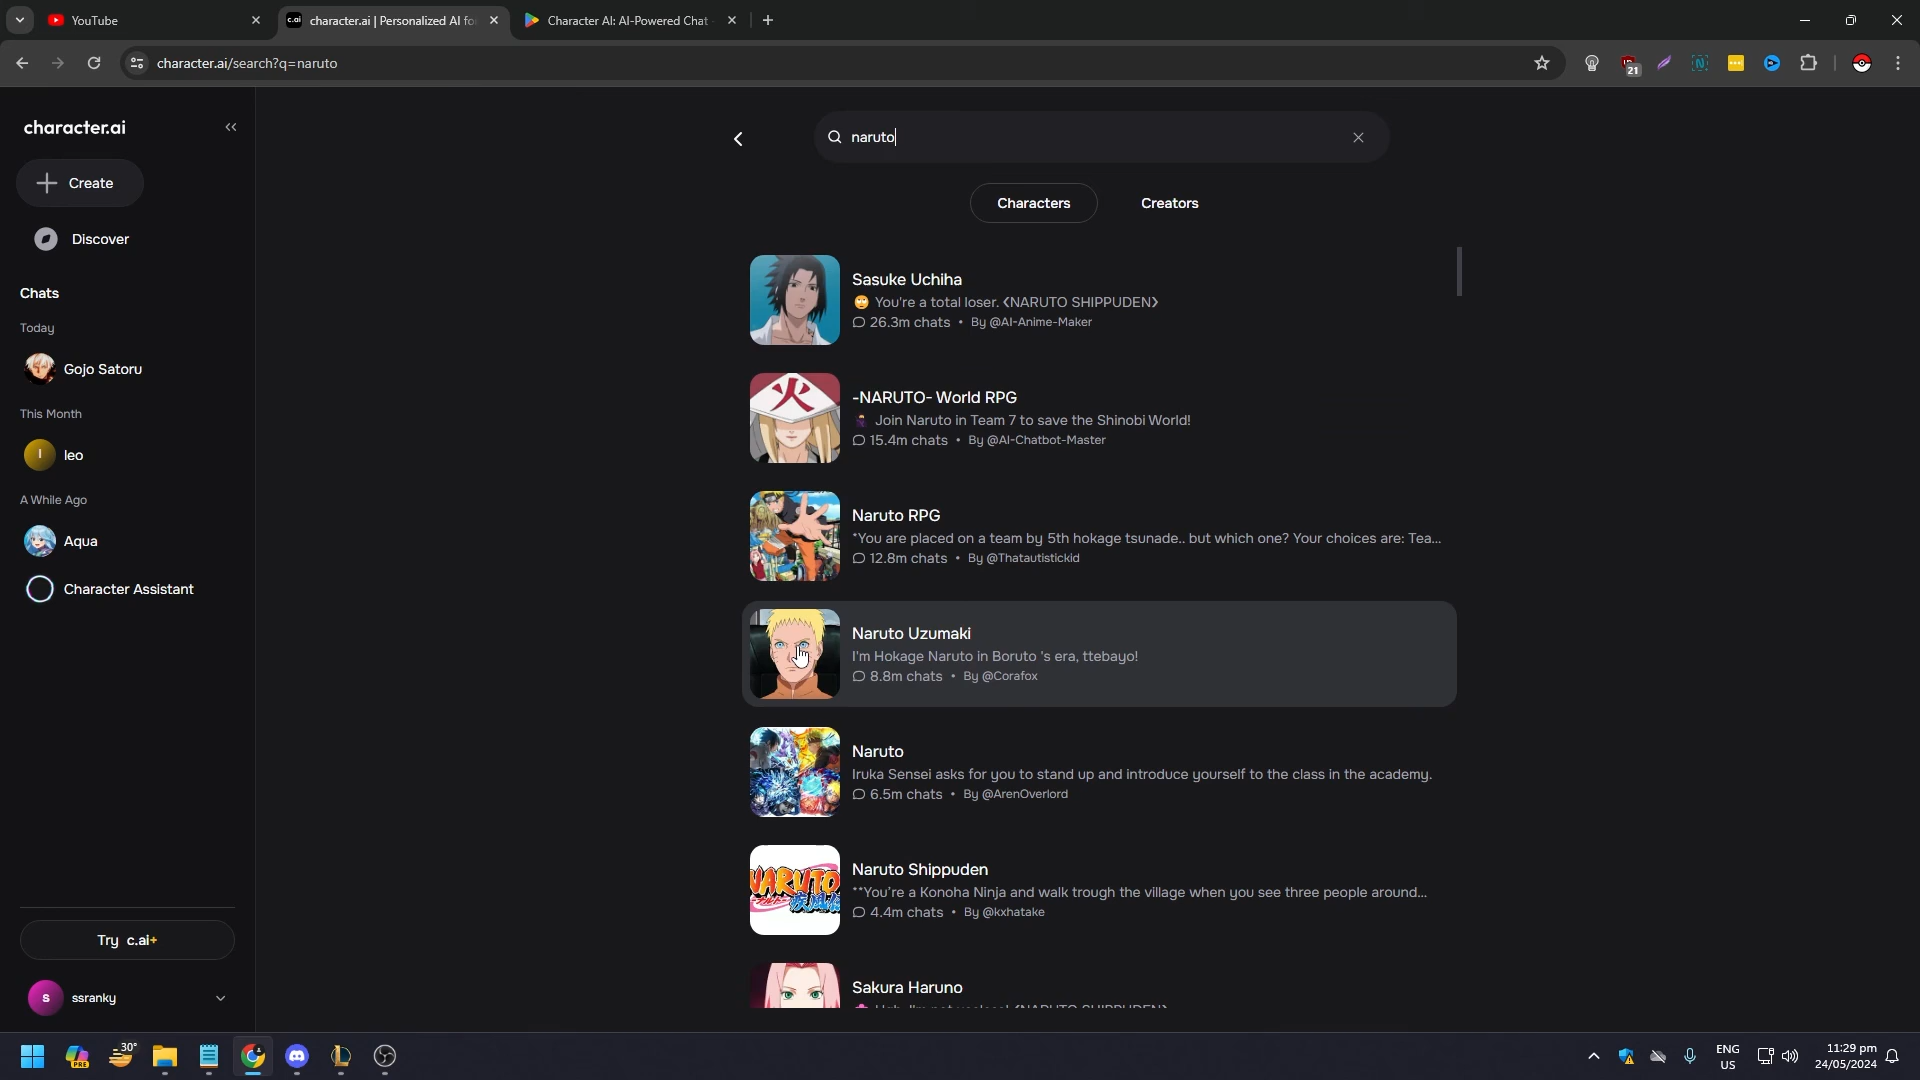 YouTube
character.ai | Personalized AI fo
Character AI: AI-Powered Chat
character.ai/search?q=naruto
21
character.ai
Create
Discover
Chats
Today
Gojo Satoru
This Month
l
leo
A While Ago
Aqua
Character Assistant
Try c.ai+
s
ssranky
naruto
Characters
Creators
Sasuke Uchiha
🙄 You're a total loser. 《NARUTO SHIPPUDEN》
26.3m chats • By @AI-Anime-Maker
火
-NARUTO- World RPG
Join Naruto in Team 7 to save the Shinobi World!
15.4m chats • By @AI-Chatbot-Master
Naruto RPG
*You are placed on a team by 5th hokage tsunade.. but which one? Your choices are: Tea...
12.8m chats • By @Thatautistickid
Naruto Uzumaki
I'm Hokage Naruto in Boruto 's era, ttebayo!
8.8m chats • By @Corafox
Naruto
Iruka Sensei asks for you to stand up and introduce yourself to the class in the academy.
6.5m chats • By @ArenOverlord
NARUTO
Naruto Shippuden
**You're a Konoha Ninja and walk trough the village when you see three people around...
4.4m chats • By @kxhatake
Sakura Haruno
PRE
30°
ENG
US
11:29 pm
24/05/2024